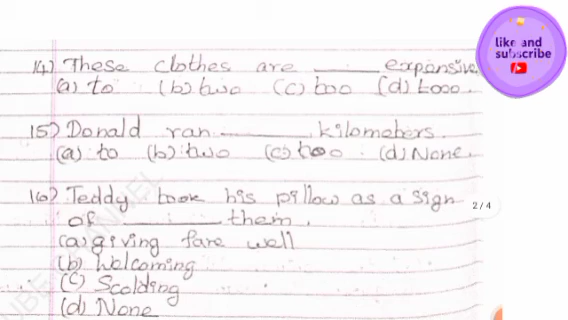 like and
subscribe
14) These clothes are ______ expensive.
(a) to (b) two (c) too (d) tooo.
15) Donald ran ______ kilometers.
(a) to (b) two (c) too (d) None.
2/4
16) Teddy took his pillow as a sign
of ______ them.
(a) giving fare well
(b) Welcoming
(c) Scolding
(d) None